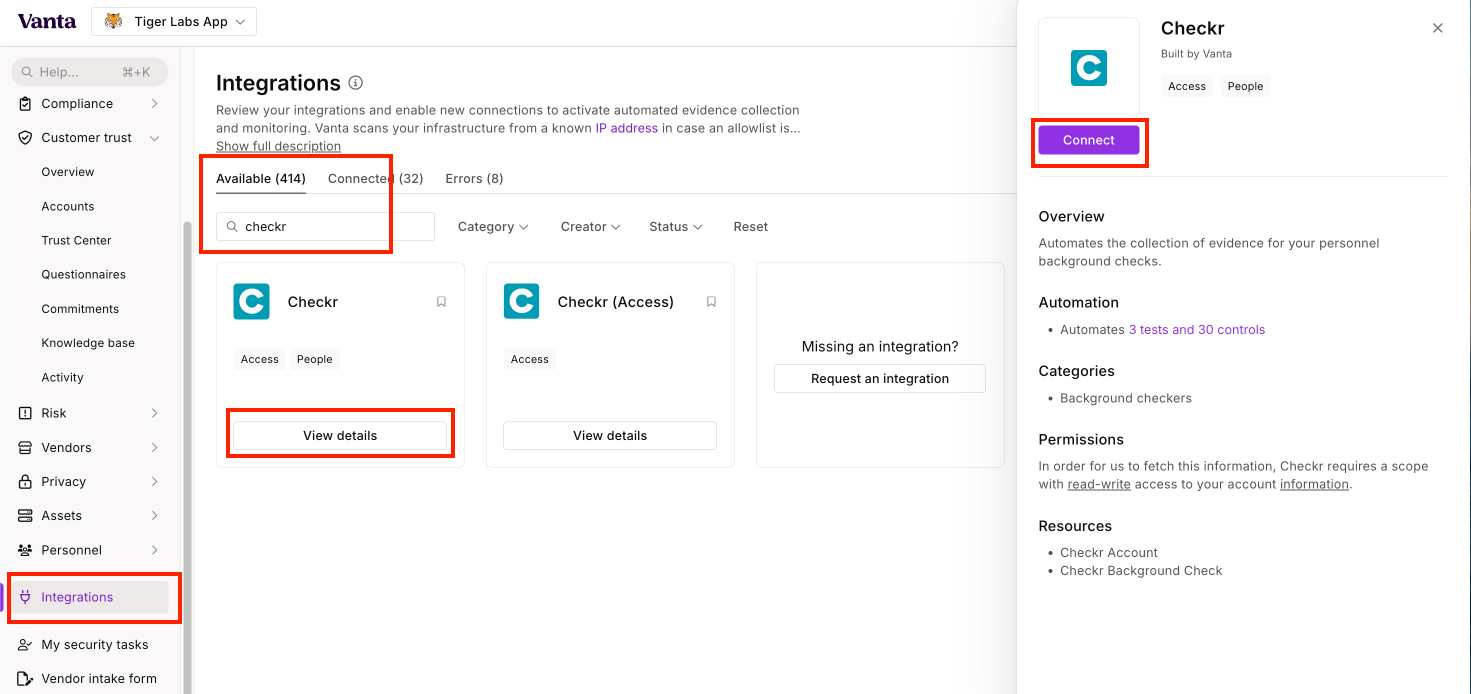 Vanta
Tiger Labs App
Help...
⌘+K
Compliance
Customer trust
Overview
Accounts
Trust Center
Questionnaires
Commitments
Knowledge base
Activity
Risk
Vendors
Privacy
Assets
Personnel
Integrations
My security tasks
Vendor intake form
Integrations
Review your integrations and enable new connections to activate automated evidence collection
and monitoring. Vanta scans your infrastructure from a known IP address in case an allowlist is...
Show full description
Available (414) Connected (32) Errors (8)
checkr
Category Creator Status Reset
Checkr
Access People
View details
Checkr (Access)
Access
View details
Missing an integration?
Request an integration
Checkr
Built by Vanta
Access People
Connect
Overview
Automates the collection of evidence for your personnel
background checks.
Automation
• Automates 3 tests and 30 controls
Categories
• Background checkers
Permissions
In order for us to fetch this information, Checkr requires a scope
with read-write access to your account information.
Resources
• Checkr Account
• Checkr Background Check